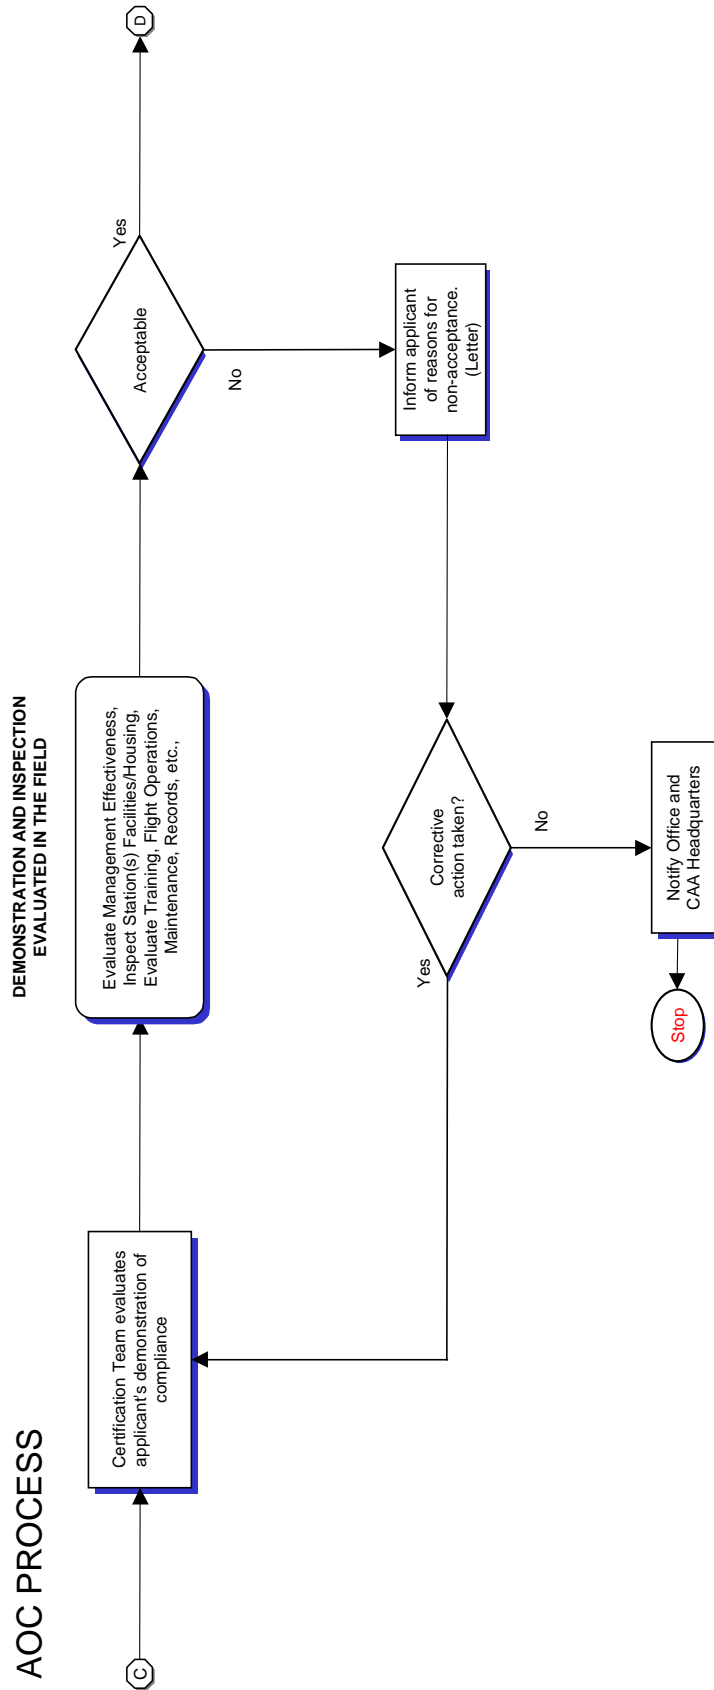 AOC PROCESS
DEMONSTRATION AND INSPECTION
EVALUATED IN THE FIELD
C
Certification Team evaluates
applicant's demonstration of
compliance
Evaluate Management Effectiveness,
Inspect Station(s) Facilities/Housing,
Evaluate Training, Flight Operations,
Maintenance, Records, etc.,
Acceptable
Yes
D
No
Inform applicant
of reasons for
non-acceptance.
(Letter)
Corrective
action taken?
Yes
No
Notify Office and
CAA Headquarters
Stop